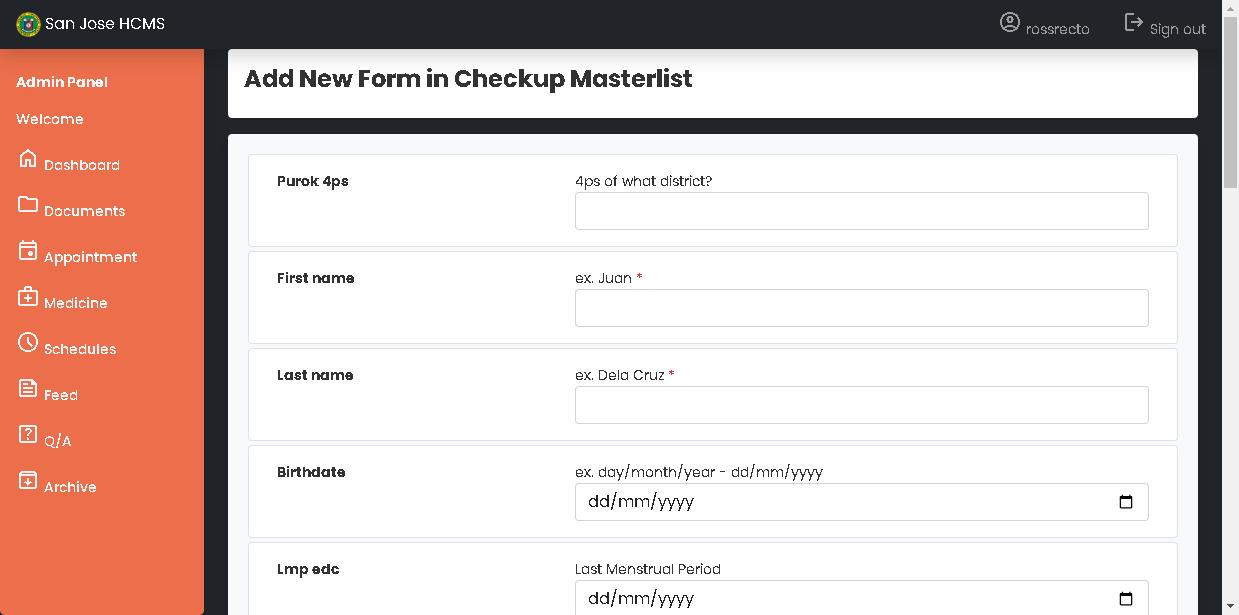 San Jose HCMS
rossrecto
Sign out
Admin Panel
Welcome
Dashboard
Documents
Appointment
Medicine
Schedules
Feed
Q/A
Archive
Add New Form in Checkup Masterlist
Purok 4ps
4ps of what district?
First name
ex. Juan *
Last name
ex. Dela Cruz *
Birthdate
ex. day/month/year - dd/mm/yyyy
dd/mm/yyyy
Lmp edc
Last Menstrual Period
dd/mm/yyyy